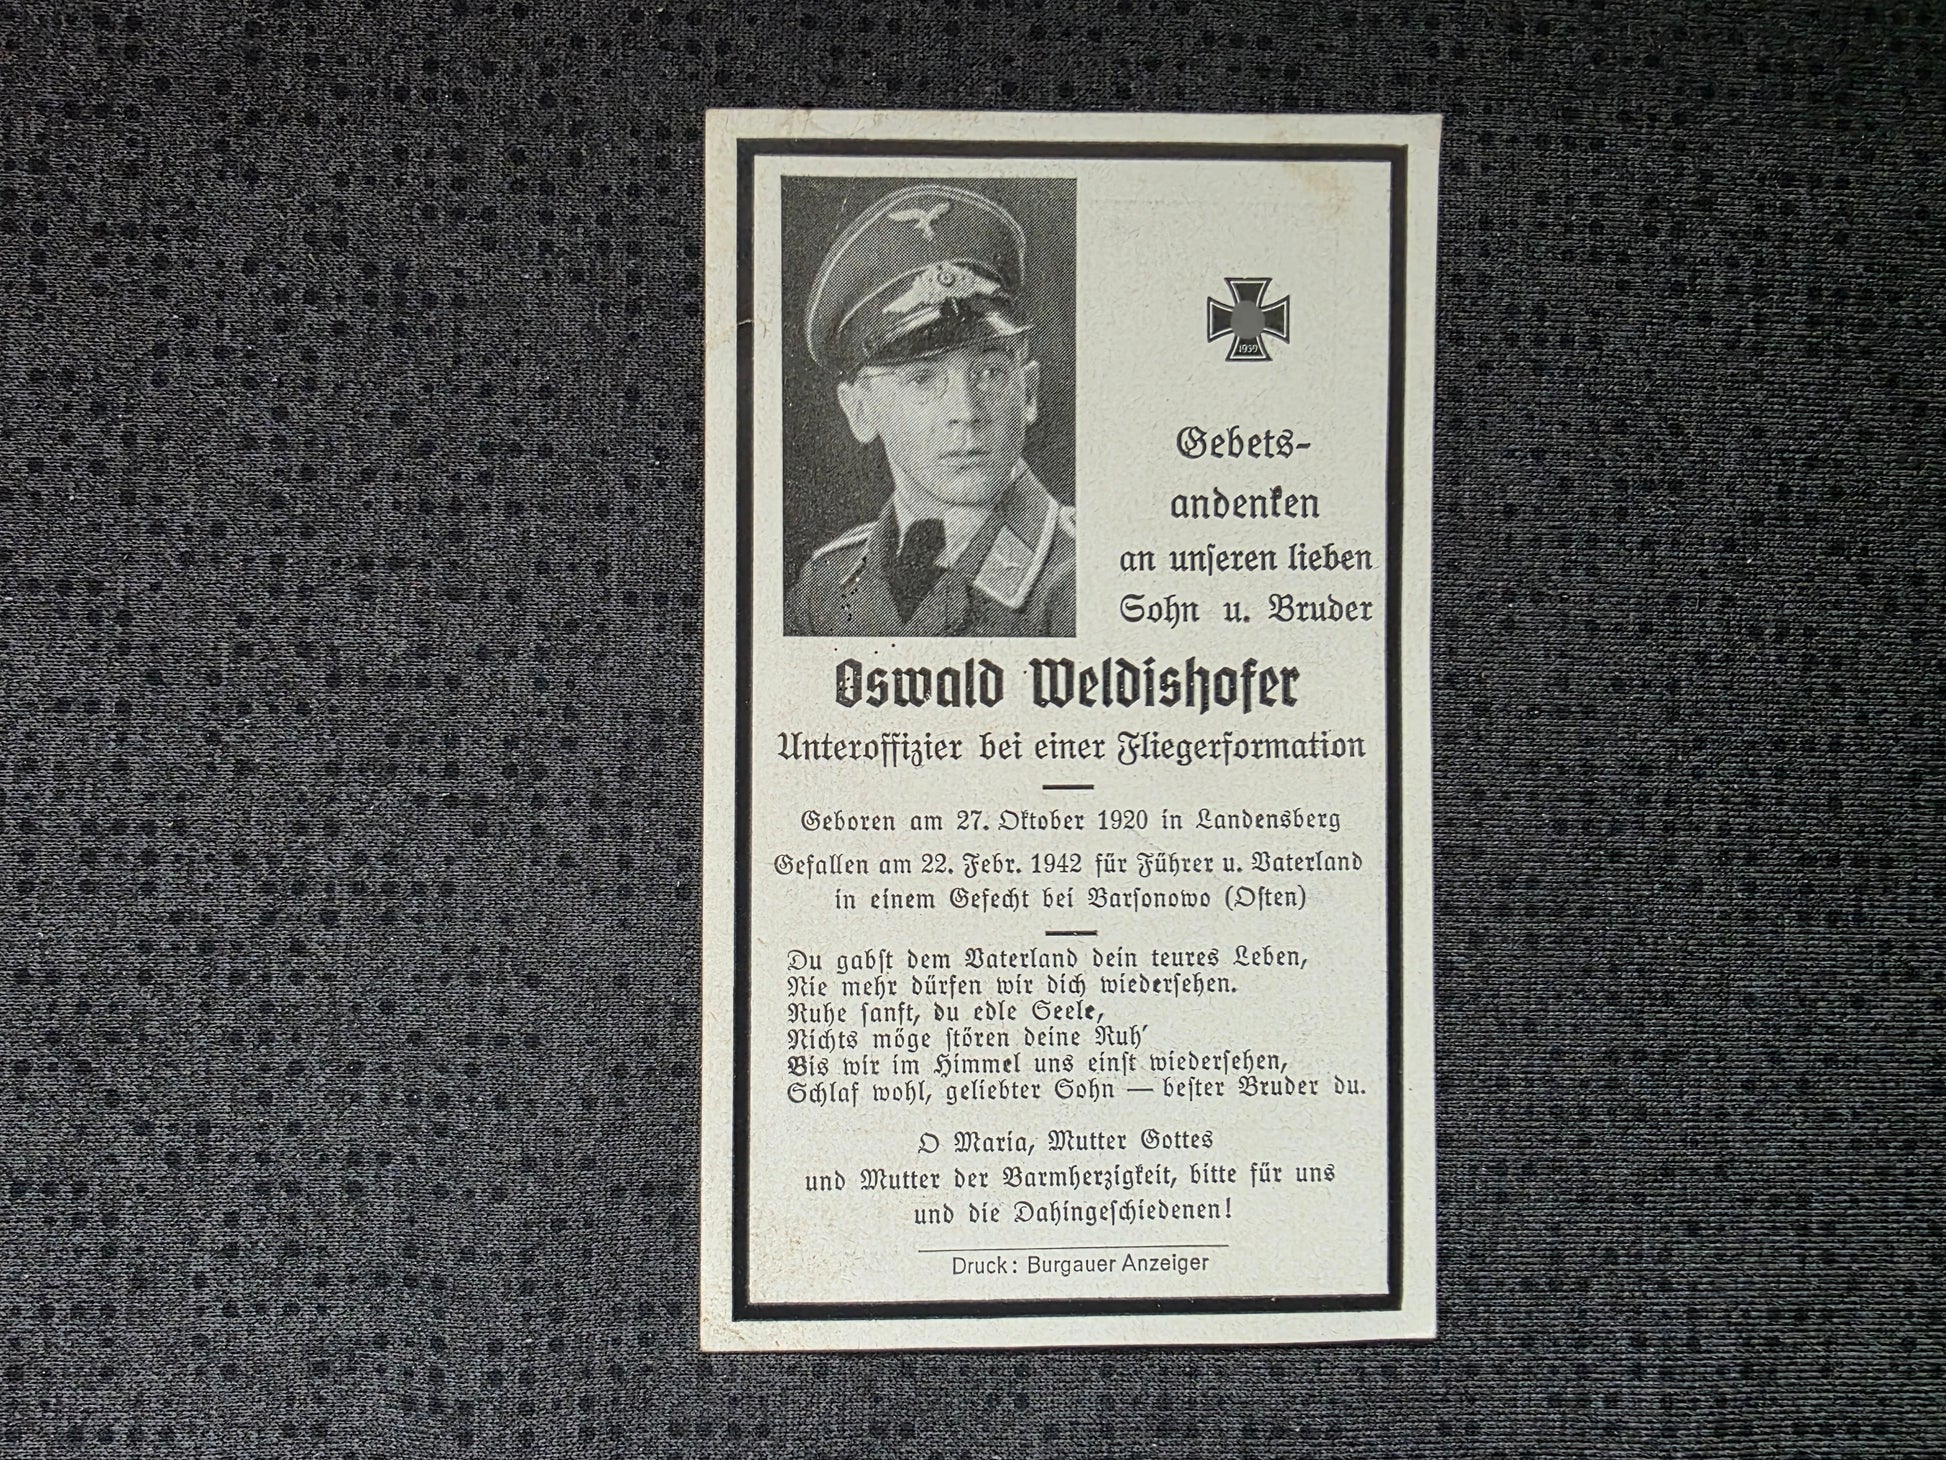 1939
Gebets-
andenken
an unseren lieben
Sohn u. Bruder
Oswald Weldishofer
Unteroffizier bei einer Fliegerformation
Geboren am 27. Oktober 1920 in Landensberg
Gefallen am 22. Febr. 1942 für Führer u. Vaterland
in einem Gefecht bei Barsonowo (Osten)
Du gabst dem Vaterland dein teures Leben,
Nie mehr dürfen wir dich wiedersehen.
Ruhe sanft, du edle Seele,
Nichts möge stören deine Ruh'
Bis wir im Himmel uns einst wiedersehen,
Schlaf wohl, geliebter Sohn — bester Bruder du.
O Maria, Mutter Gottes
und Mutter der Barmherzigkeit, bitte für uns
und die Dahingeschiedenen!
Druck: Burgauer Anzeiger